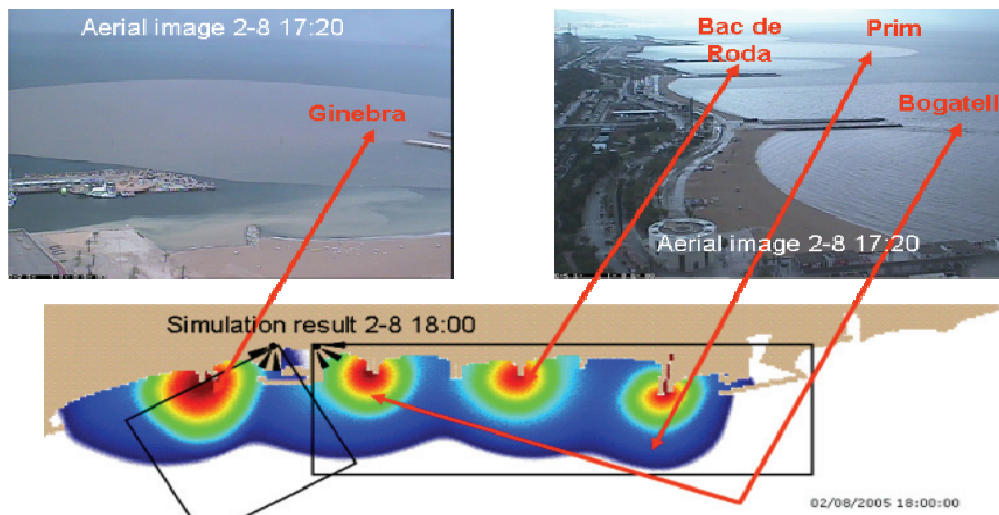 Aerial image 2-8 17:20
Ginebra
Bac de
Roda
Prim
Bogatell
Aerial image 2-8 17:20
Simulation result 2-8 18:00
02/08/2005 18:00:00